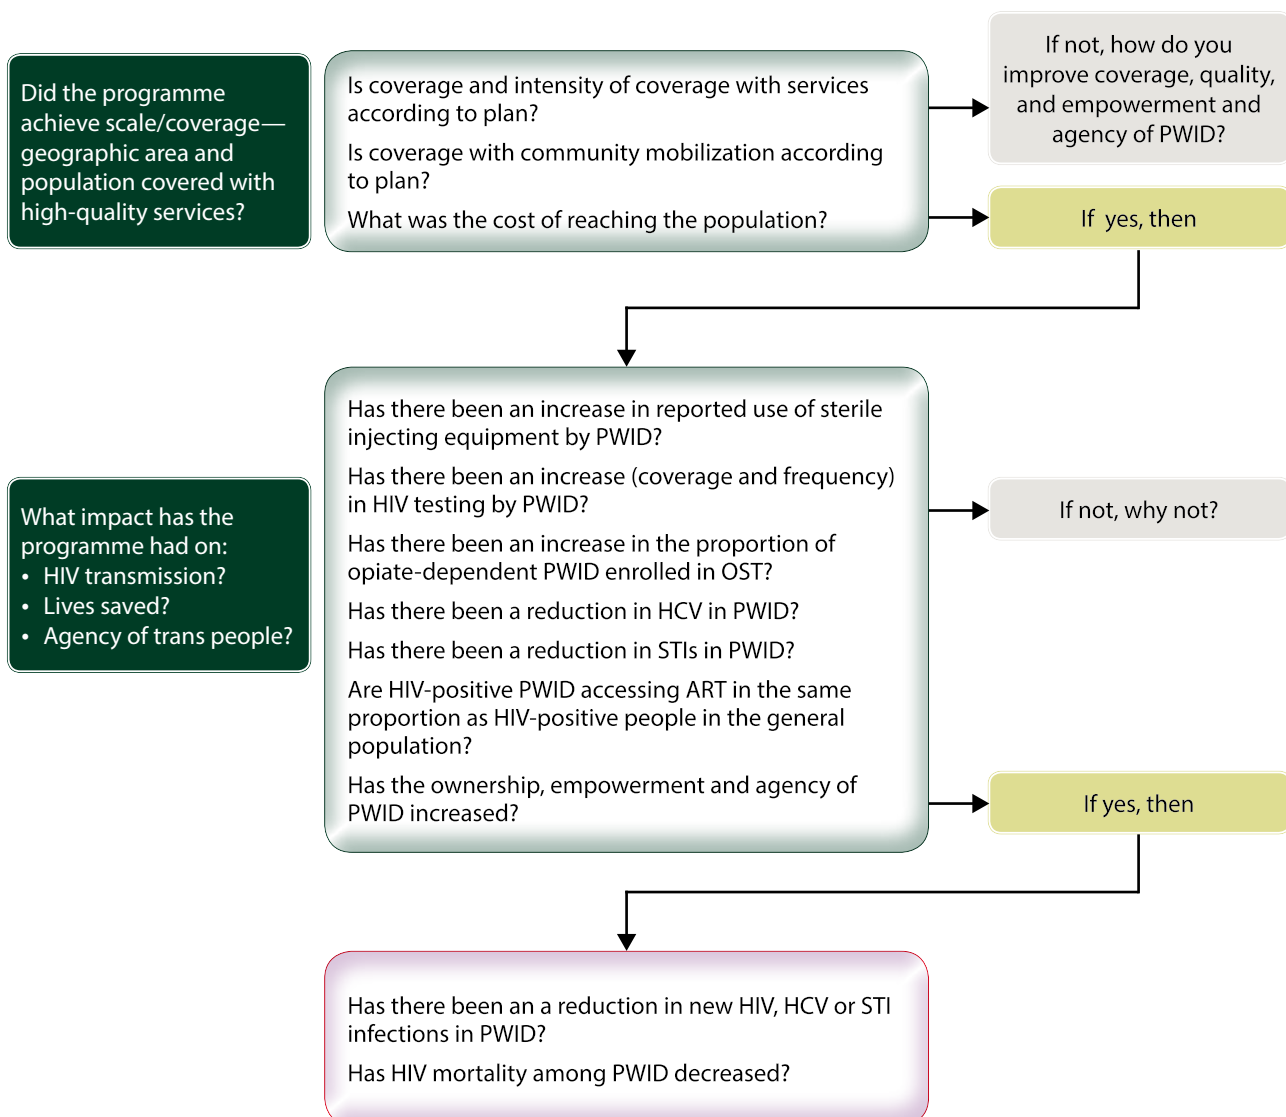 Did the programme
achieve scale/coverage—
geographic area and
population covered with
high-quality services?
Is coverage and intensity of coverage with services
according to plan?
Is coverage with community mobilization according
to plan?
What was the cost of reaching the population?
If not, how do you
improve coverage, quality,
and empowerment and
agency of PWID?
If yes, then
What impact has the
programme had on:
• HIV transmission?
• Lives saved?
• Agency of trans people?
Has there been an increase in reported use of sterile
injecting equipment by PWID?
Has there been an increase (coverage and frequency)
in HIV testing by PWID?
Has there been an increase in the proportion of
opiate-dependent PWID enrolled in OST?
Has there been a reduction in HCV in PWID?
Has there been a reduction in STIs in PWID?
Are HIV-positive PWID accessing ART in the same
proportion as HIV-positive people in the general
population?
Has the ownership, empowerment and agency of
PWID increased?
If not, why not?
If yes, then
Has there been an a reduction in new HIV, HCV or STI
infections in PWID?
Has HIV mortality among PWID decreased?